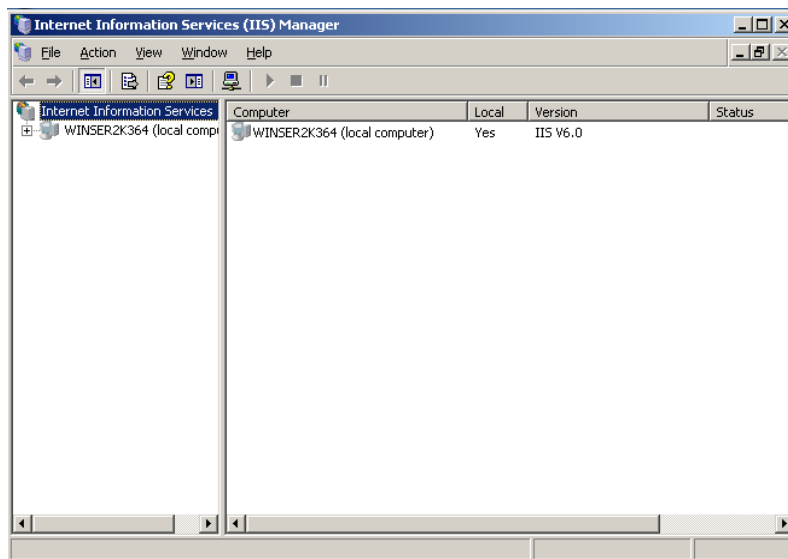 Internet Information Services (IIS) Manager
File Action View Window Help
Internet Information Services
WINSER2K364 (local compu
Computer Local Version Status
WINSER2K364 (local computer) Yes IIS V6.0